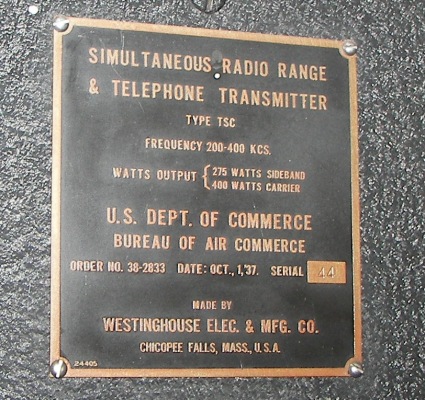 SIMULTANEOUS RADIO RANGE
& TELEPHONE TRANSMITTER
TYPE TSC
FREQUENCY 200-400 KCS.
WATTS OUTPUT { 275 WATTS SIDEBAND
400 WATTS CARRIER
U.S. DEPT. OF COMMERCE
BUREAU OF AIR COMMERCE
ORDER NO. 38-2833 DATE: OCT., 1,'37. SERIAL 44
MADE BY
WESTINGHOUSE ELEC. & MFG. CO.
CHICOPEE FALLS, MASS., U.S.A.
24405